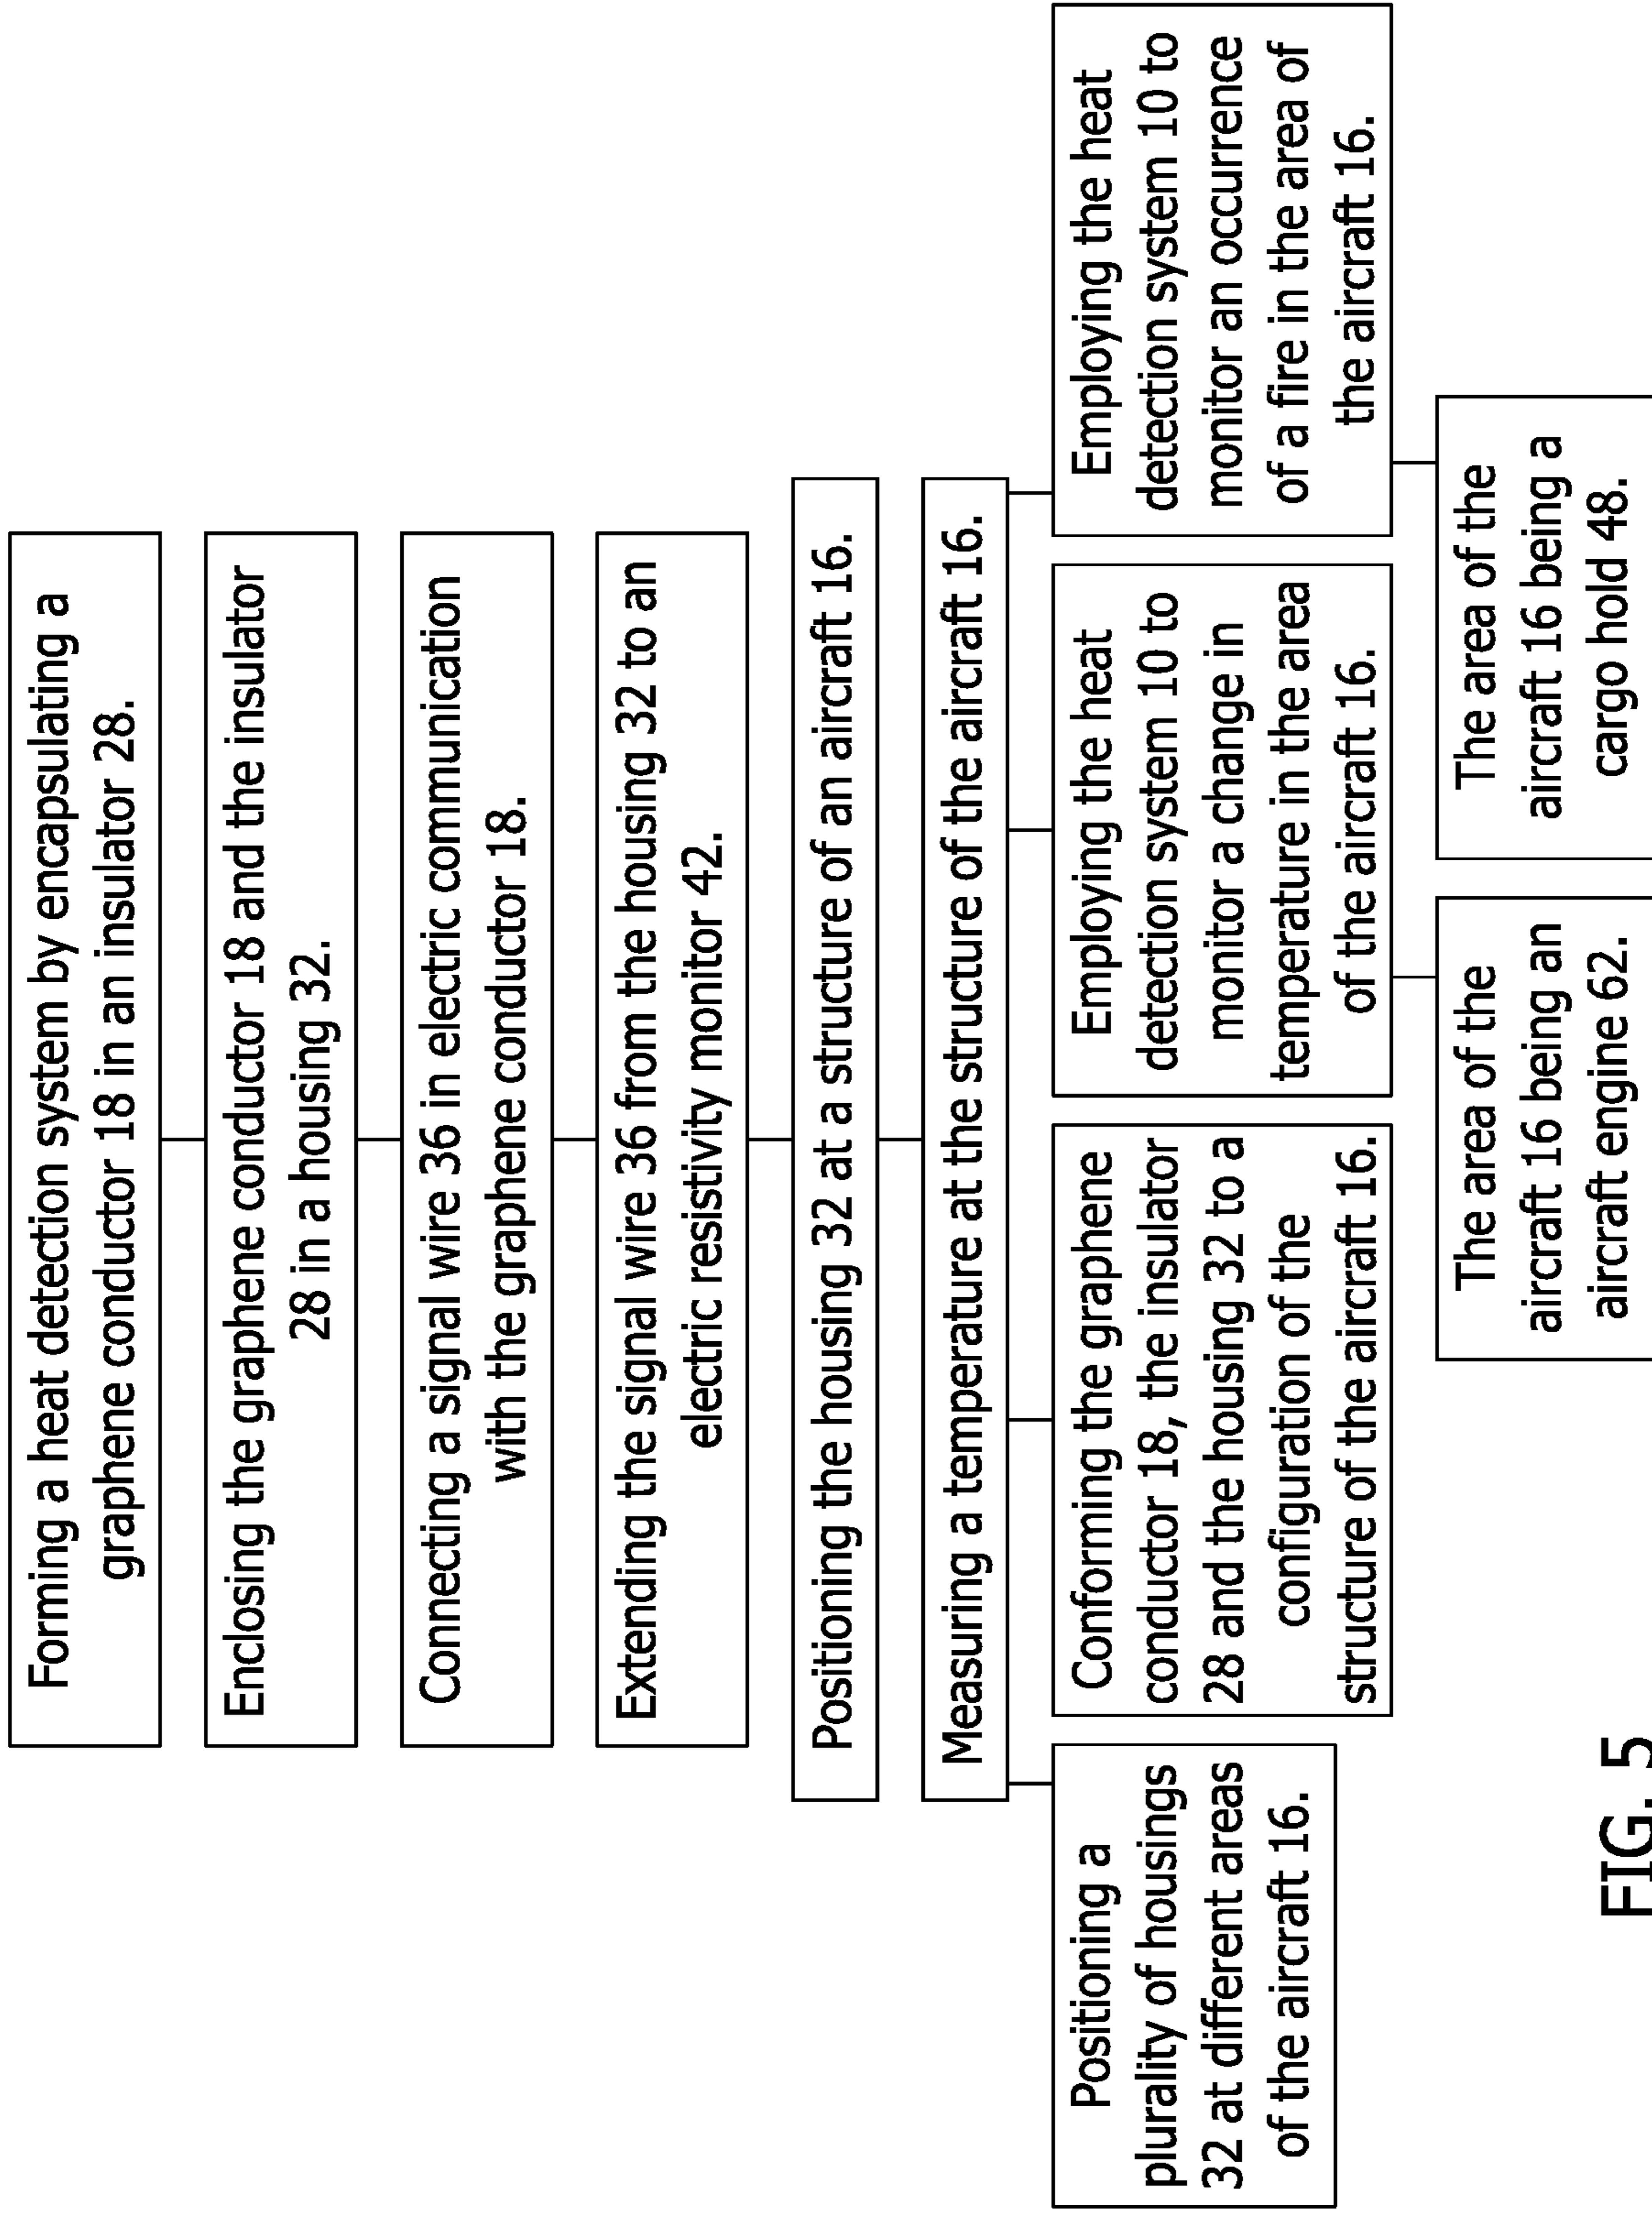 Forming a heat detection system by encapsulating a
graphene conductor 18 in an insulator 28.
Enclosing the graphene conductor 18 and the insulator
28 in a housing 32.
Connecting a signal wire 36 in electric communication
with the graphene conductor 18.
Extending the signal wire 36 from the housing 32 to an
electric resistivity monitor 42.
Positioning the housing 32 at a structure of an aircraft 16.
Measuring a temperature at the structure of the aircraft 16.
Positioning a
plurality of housings
32 at different areas
of the aircraft 16.
Conforming the graphene
conductor 18, the insulator
28 and the housing 32 to a
configuration of the
structure of the aircraft 16.
Employing the heat
detection system 10 to
monitor a change in
temperature in the area
of the aircraft 16.
Employing the heat
detection system 10 to
monitor an occurrence
of a fire in the area of
the aircraft 16.
The area of the
aircraft 16 being an
aircraft engine 62.
The area of the
aircraft 16 being a
cargo hold 48.
FIG. 5